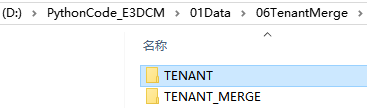 (D:) › PythonCode_E3DCM › 01Data › 06TenantMerge ›
名称
TENANT
TENANT_MERGE